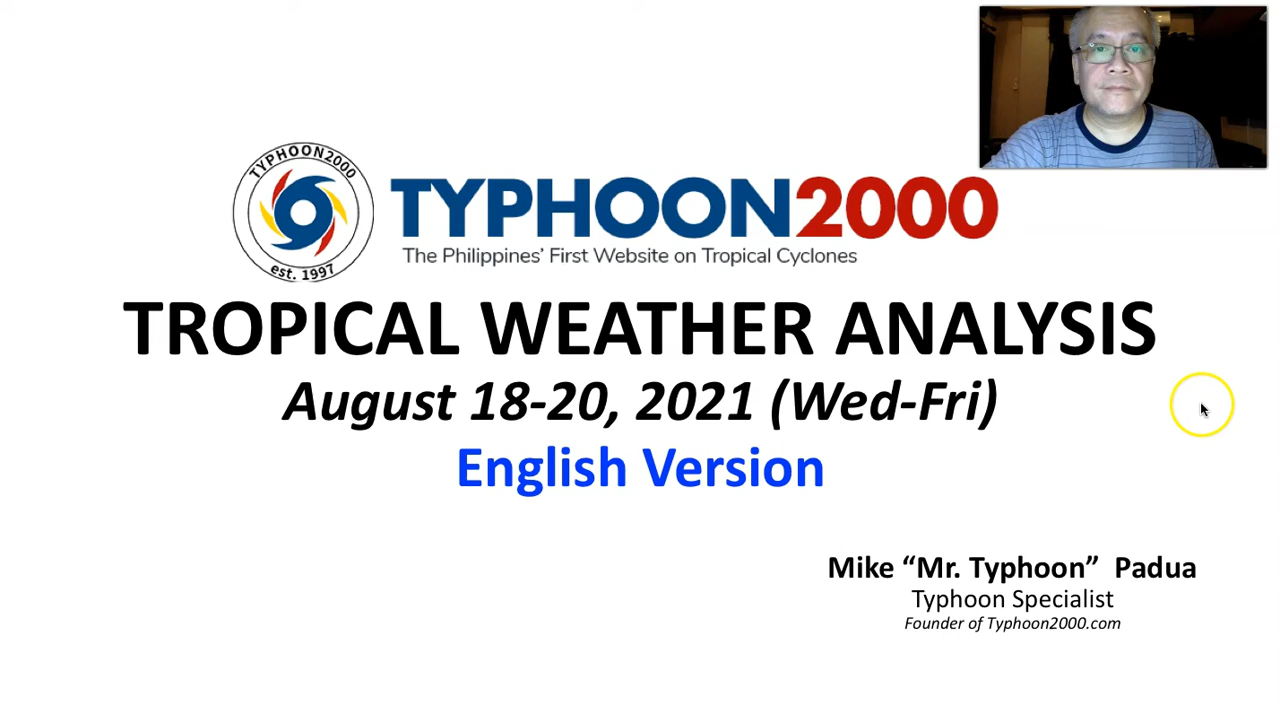 TYPHOON2000
est. 1997
TYPHOON2000
The Philippines' First Website on Tropical Cyclones
TROPICAL WEATHER ANALYSIS
August 18-20, 2021 (Wed-Fri)
English Version
Mike “Mr. Typhoon” Padua
Typhoon Specialist
Founder of Typhoon2000.com